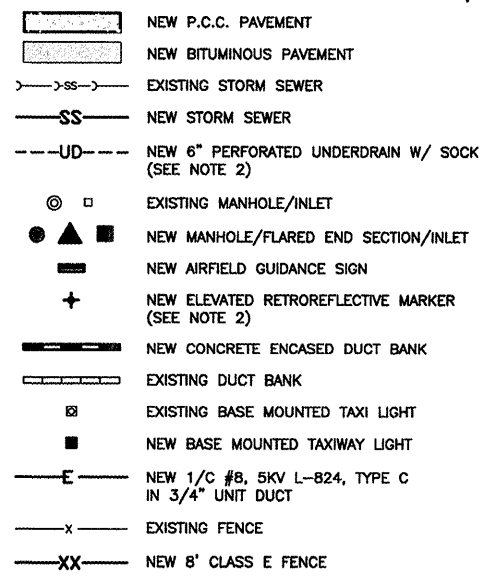 NEW P.C.C. PAVEMENT
NEW BITUMINOUS PAVEMENT
SS EXISTING STORM SEWER
SS NEW STORM SEWER
UD NEW 6" PERFORATED UNDERDRAIN W/ SOCK
(SEE NOTE 2)
EXISTING MANHOLE/INLET
NEW MANHOLE/FLARED END SECTION/INLET
NEW AIRFIELD GUIDANCE SIGN
NEW ELEVATED RETROREFLECTIVE MARKER
(SEE NOTE 2)
NEW CONCRETE ENCASED DUCT BANK
EXISTING DUCT BANK
EXISTING BASE MOUNTED TAXI LIGHT
NEW BASE MOUNTED TAXIWAY LIGHT
E NEW 1/C #8, 5KV L-824, TYPE C
IN 3/4" UNIT DUCT
x EXISTING FENCE
XX NEW 8' CLASS E FENCE